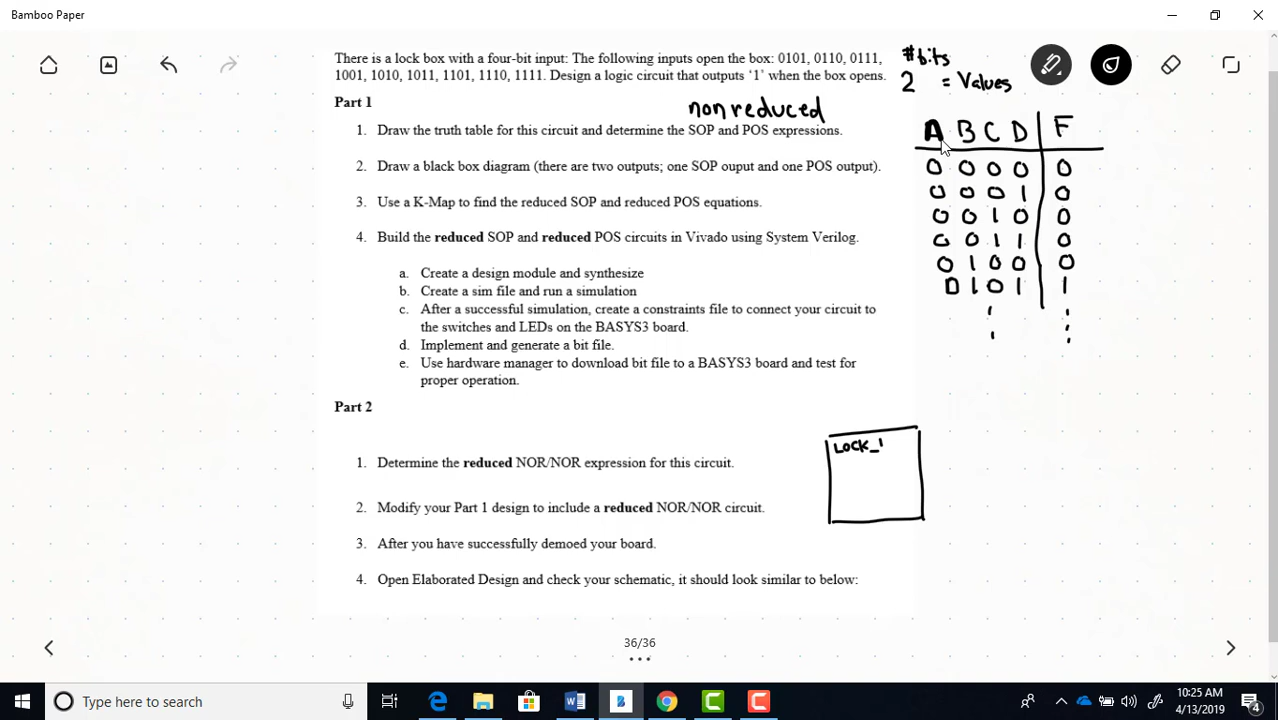 Bamboo Paper
There is a lock box with a four-bit input: The following inputs open the box: 0101, 0110, 0111,
1001, 1010, 1011, 1101, 1110, 1111. Design a logic circuit that outputs ‘1’ when the box opens.
Part 1
nonreduced
1. Draw the truth table for this circuit and determine the SOP and POS expressions.
2. Draw a black box diagram (there are two outputs; one SOP ouput and one POS output).
3. Use a K-Map to find the reduced SOP and reduced POS equations.
4. Build the reduced SOP and reduced POS circuits in Vivado using System Verilog.
a. Create a design module and synthesize
b. Create a sim file and run a simulation
c. After a successful simulation, create a constraints file to connect your circuit to
the switches and LEDs on the BASYS3 board.
d. Implement and generate a bit file.
e. Use hardware manager to download bit file to a BASYS3 board and test for
proper operation.
Part 2
1. Determine the reduced NOR/NOR expression for this circuit.
2. Modify your Part 1 design to include a reduced NOR/NOR circuit.
3. After you have successfully demoed your board.
4. Open Elaborated Design and check your schematic, it should look similar to below:
#bits
2 = Values
A B C D F
0 0 0 0 0
0 0 0 1 0
0 0 1 0 0
0 0 1 1 0
0 1 0 0 0
0 1 0 1 1
LOCK_1
36/36
Type here to search
10:25 AM
4/13/2019
4